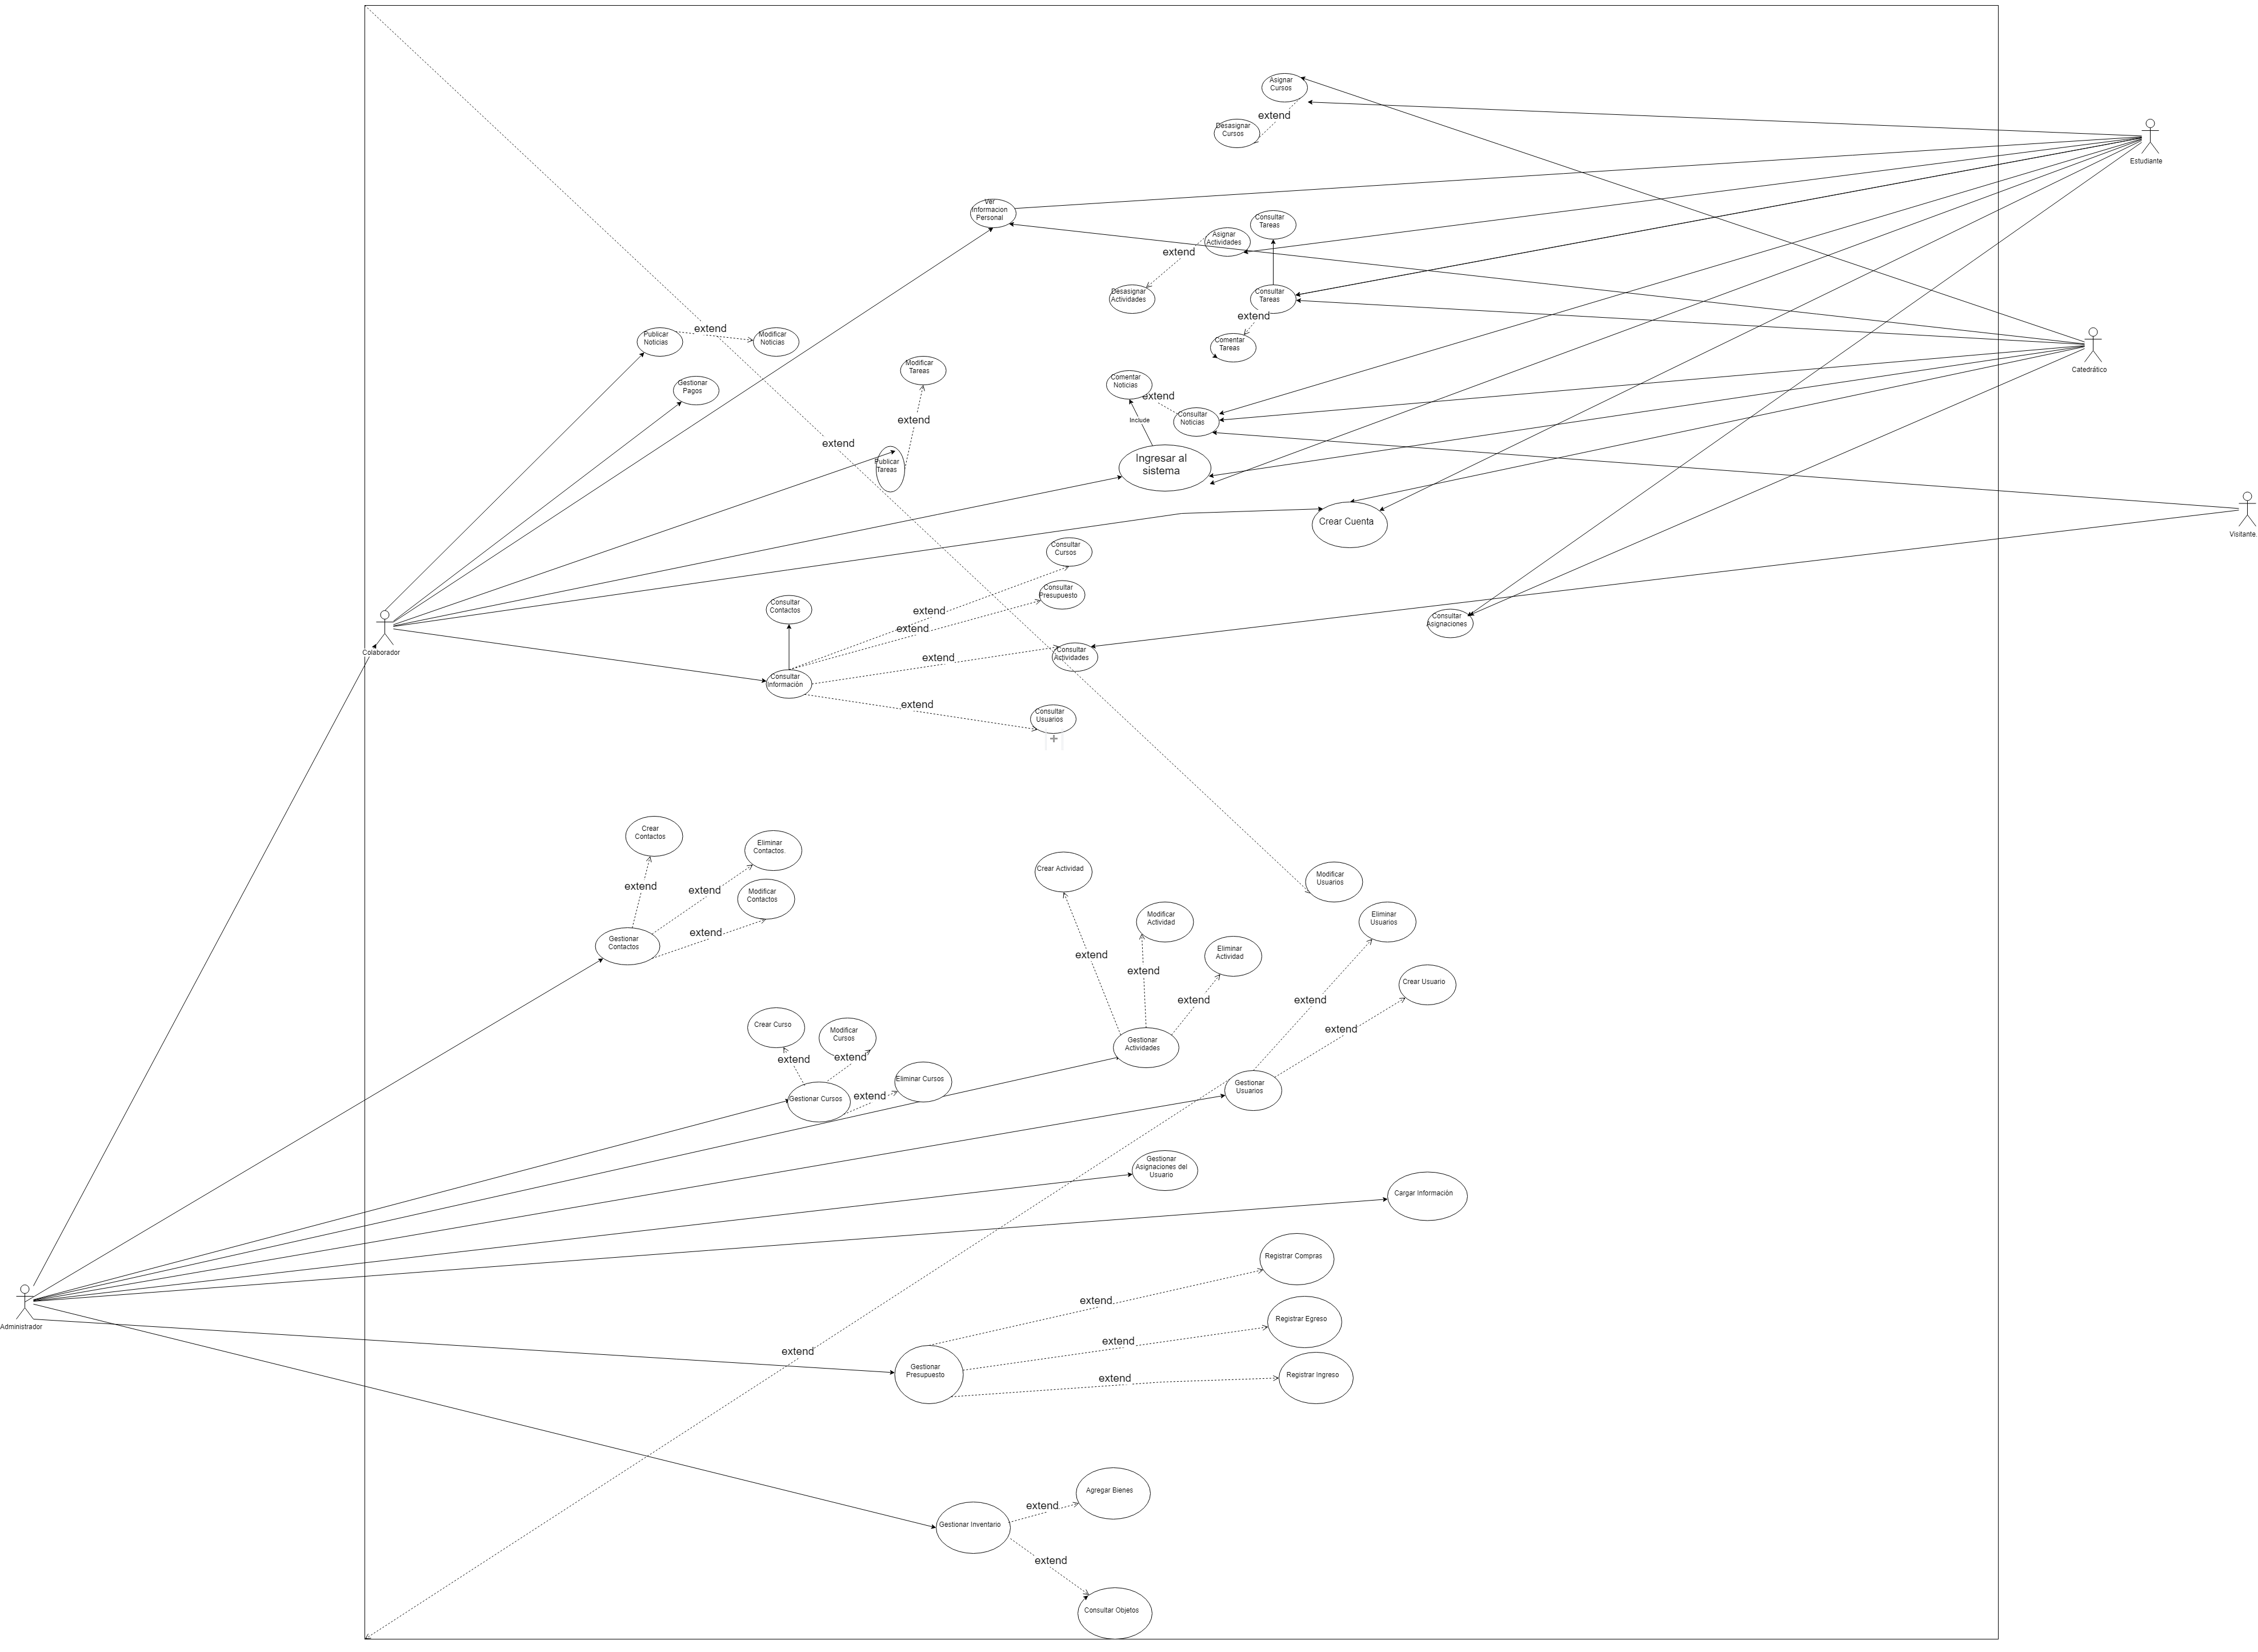 Asignar
Cursos
extend
Desasignar
Cursos
Estudiante
Ver
Informacion
Personal
Consultar
Tareas
Asignar
Actividades
extend
Desasignar
Actividades
Consultar
Tareas
extend
Comentar
Tareas
Publicar
Noticias
extend
Modificar
Noticias
Catedrático
Modificar
Tareas
Gestionar
Pagos
Comentar
Noticias
extend
Consultar
Noticias
Include
extend
extend
Publicar
Tareas
Ingresar al
sistema
Crear Cuenta
Visitante.
Consultar
Cursos
Consultar
Presupuesto
Consultar
Contactos
extend
extend
Consultar
Asignaciones
Colaborador
extend
Consultar
Actividades
Consultar
Información
extend
Consultar
Usuarios
Crear
Contactos
Eliminar
Contactos.
extend
extend
Modificar
Contactos
extend
Gestionar
Contactos
Crear Actividad
Modificar
Usuarios
Modificar
Actividad
Eliminar
Usuarios
Eliminar
Actividad
extend
extend
extend
Crear Usuario
extend
extend
Crear Curso
Modificar
Cursos
extend
extend
Gestionar
Actividades
Eliminar Cursos
extend
Gestionar Cursos
Gestionar
Usuarios
Gestionar
Asignaciones del
Usuario
Cargar Información
Registrar Compras
extend
Administrador
Registrar Egreso
extend
extend
Gestionar
Presupuesto
extend
Registrar Ingreso
Agregar Bienes
extend
Gestionar Inventario
extend
Consultar Objetos